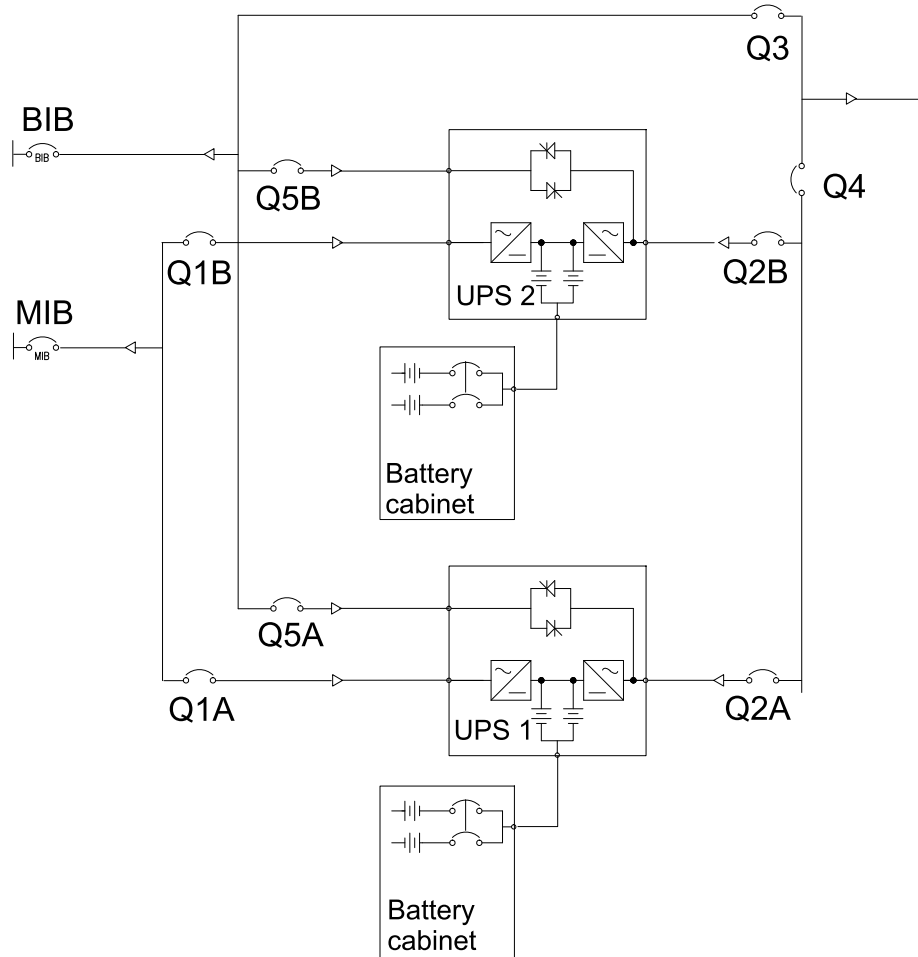 Q3
BIB
BIB
Q5B
Q4
Q1B
Q2B
UPS 2
MIB
MIB
Battery
cabinet
Q5A
Q1A
Q2A
UPS 1
Battery
cabinet